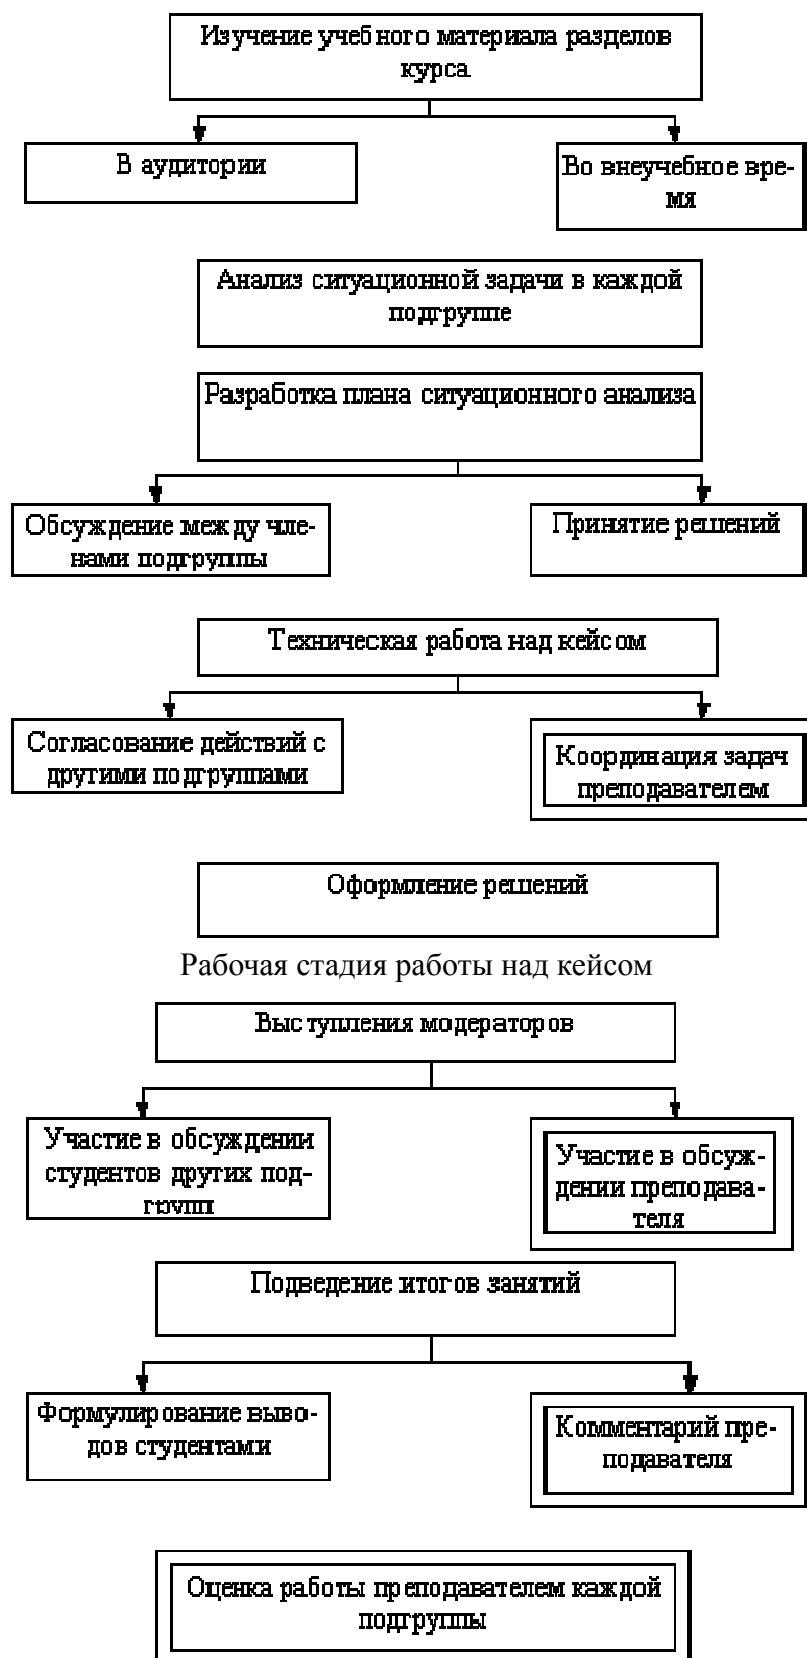 Изучение учебного материала разделов
курса
В аудитории
Во внеучебное вре-
мя
Анализ ситуационной задачи в каждой
подгруппе
Разработка плана ситуационного анализа
Обсуждение между чле-
нами подгруппы
Принятие решений
Техническая работа над кейсом
Согласование действий с
другими подгруппами
Координация задач
преподавателем
Оформление решений
Рабочая стадия работы над кейсом
Выступления модераторов
Участие в обсуждении
студентов других под-
групп
Участие в обсуж-
дении преподава-
теля
Подведение итогов занятий
Формулирование выво-
дов студентами
Комментарий пре-
подавателя
Оценка работы преподавателем каждой
подгруппы